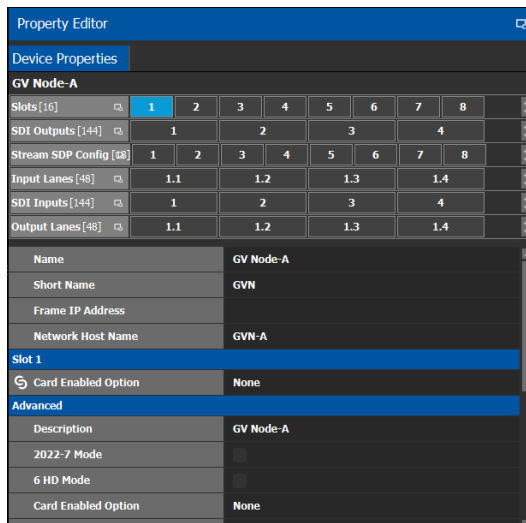 Property Editor
Device Properties
GV Node-A
Slots [16] 1 2 3 4 5 6 7 8
SDI Outputs [144] 1 2 3 4
Stream SDP Config [ 1 2 3 4 5 6 7 8
Input Lanes [48] 1.1 1.2 1.3 1.4
SDI Inputs [144] 1 2 3 4
Output Lanes [48] 1.1 1.2 1.3 1.4
Name GV Node-A
Short Name GVN
Frame IP Address
Network Host Name GVN-A
Slot 1
Card Enabled Option None
Advanced
Description GV Node-A
2022-7 Mode
6 HD Mode
Card Enabled Option None